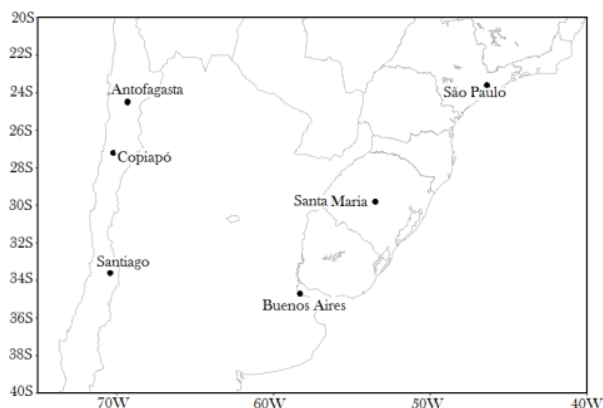 20S
22S
24S
26S
28S
30S
32S
34S
36S
38S
40S
Antofagasta
São Paulo
Copiapó
Santa Maria
Santiago
Buenos Aires
70W
60W
50W
40W